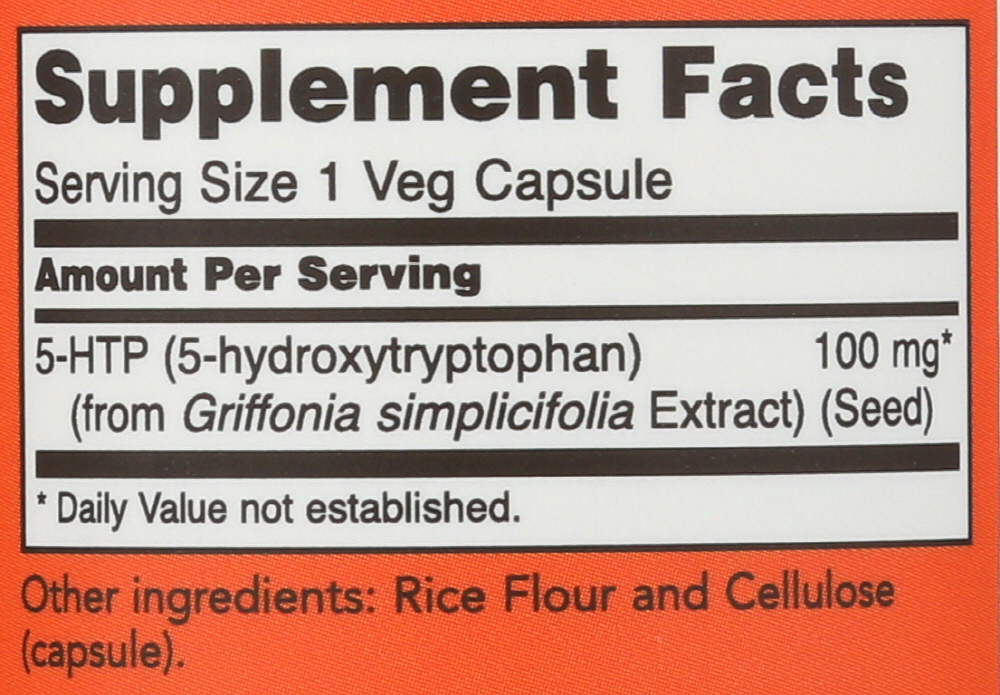 Supplement Facts
Serving Size 1 Veg Capsule
Amount Per Serving
5-HTP (5-hydroxytryptophan) 100 mg*
(from Griffonia simplicifolia Extract) (Seed)
* Daily Value not established.
Other ingredients: Rice Flour and Cellulose
(capsule).